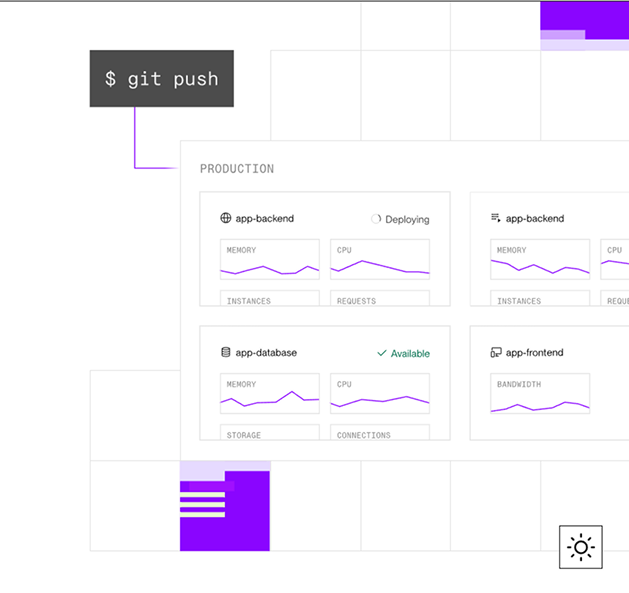 $ git push
PRODUCTION
app-backend
Deploying
MEMORY
CPU
INSTANCES
REQUESTS
app-backend
MEMORY
CPU
INSTANCES
REQUE
app-database
Available
MEMORY
CPU
STORAGE
CONNECTIONS
app-frontend
BANDWIDTH